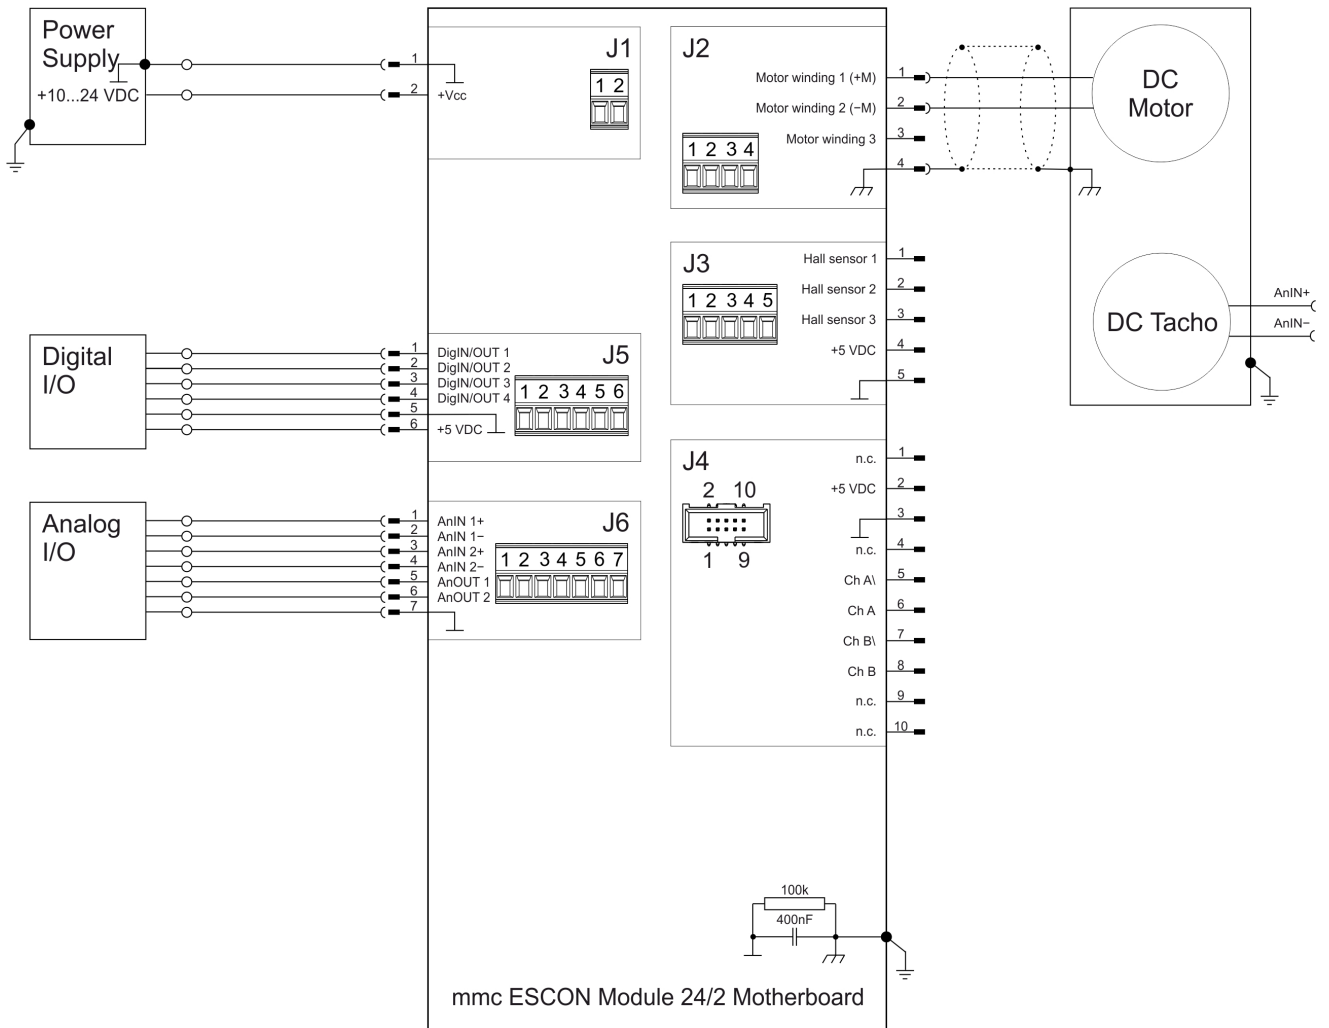 Power
Supply
+10...24 VDC
1
2
+Vcc
J1
1 2
J2
Motor winding 1 (+M)
1
Motor winding 2 (−M)
2
Motor winding 3
3
4
1 2 3 4
DC
Motor
J3
Hall sensor 1
1
Hall sensor 2
2
Hall sensor 3
3
+5 VDC
4
5
1 2 3 4 5
DC Tacho
AnIN+
AnIN−
Digital
I/O
1
DigIN/OUT 1
2
DigIN/OUT 2
3
DigIN/OUT 3
4
DigIN/OUT 4
5
6
+5 VDC
J5
1 2 3 4 5 6
J4
2 10
1 9
n.c.
1
+5 VDC
2
3
n.c.
4
Ch A\
5
Ch A
6
Ch B\
7
Ch B
8
n.c.
9
n.c.
10
Analog
I/O
1
AnIN 1+
2
AnIN 1−
3
AnIN 2+
4
AnIN 2−
5
AnOUT 1
6
AnOUT 2
7
J6
1 2 3 4 5 6 7
100k
400nF
mmc ESCON Module 24/2 Motherboard